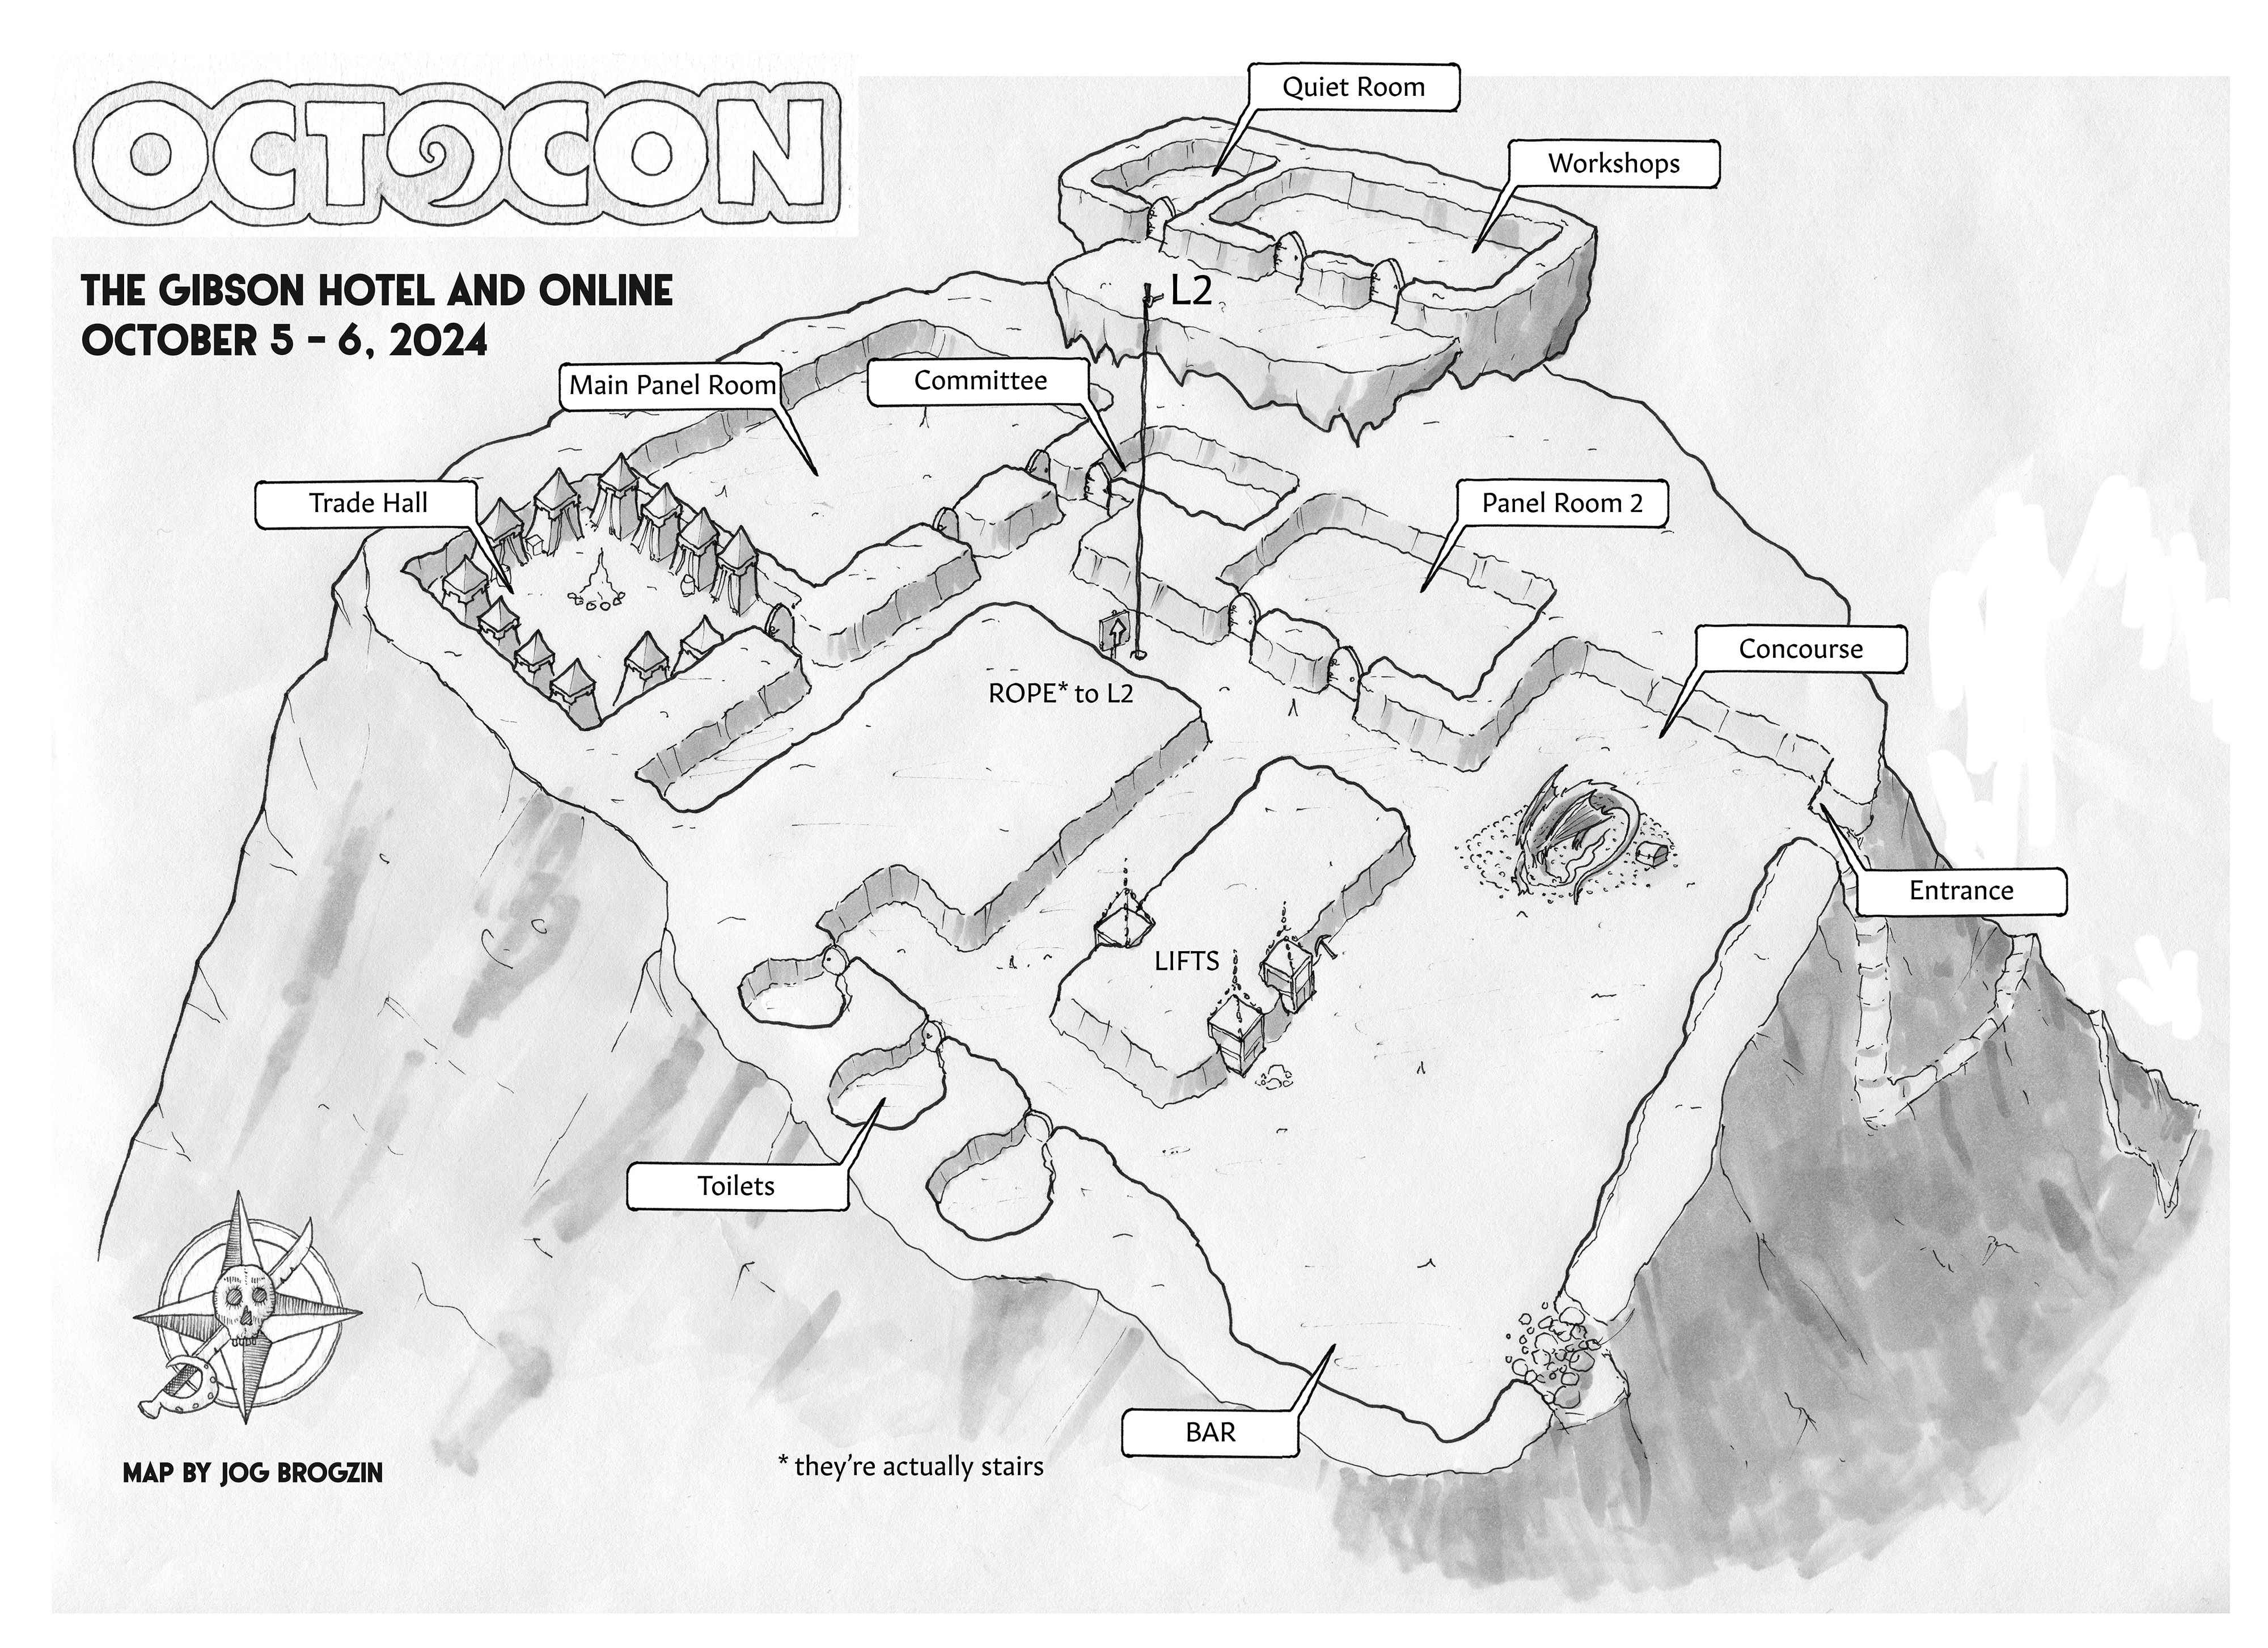 OCTOCON
THE GIBSON HOTEL AND ONLINE
OCTOBER 5 - 6, 2024
Quiet Room
Workshops
L2
Main Panel Room
Committee
Trade Hall
Panel Room 2
Concourse
ROPE* to L2
Entrance
LIFTS
Toilets
BAR
* they're actually stairs
MAP BY JOG BROGZIN